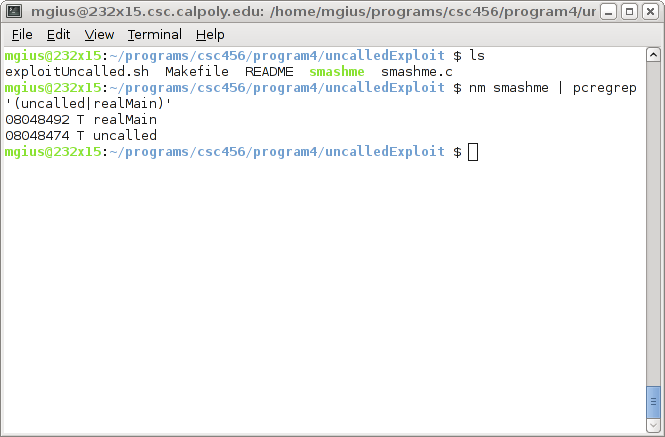 mgius@232x15.csc.calpoly.edu: /home/mgius/programs/csc456/program4/un
File Edit View Terminal Help
mgius@232x15:~/programs/csc456/program4/uncalledExploit $ ls
exploitUncalled.sh Makefile README smashme smashme.c
mgius@232x15:~/programs/csc456/program4/uncalledExploit $ nm smashme | pcregrep
'(uncalled|realMain)'
08048492 T realMain
08048474 T uncalled
mgius@232x15:~/programs/csc456/program4/uncalledExploit $